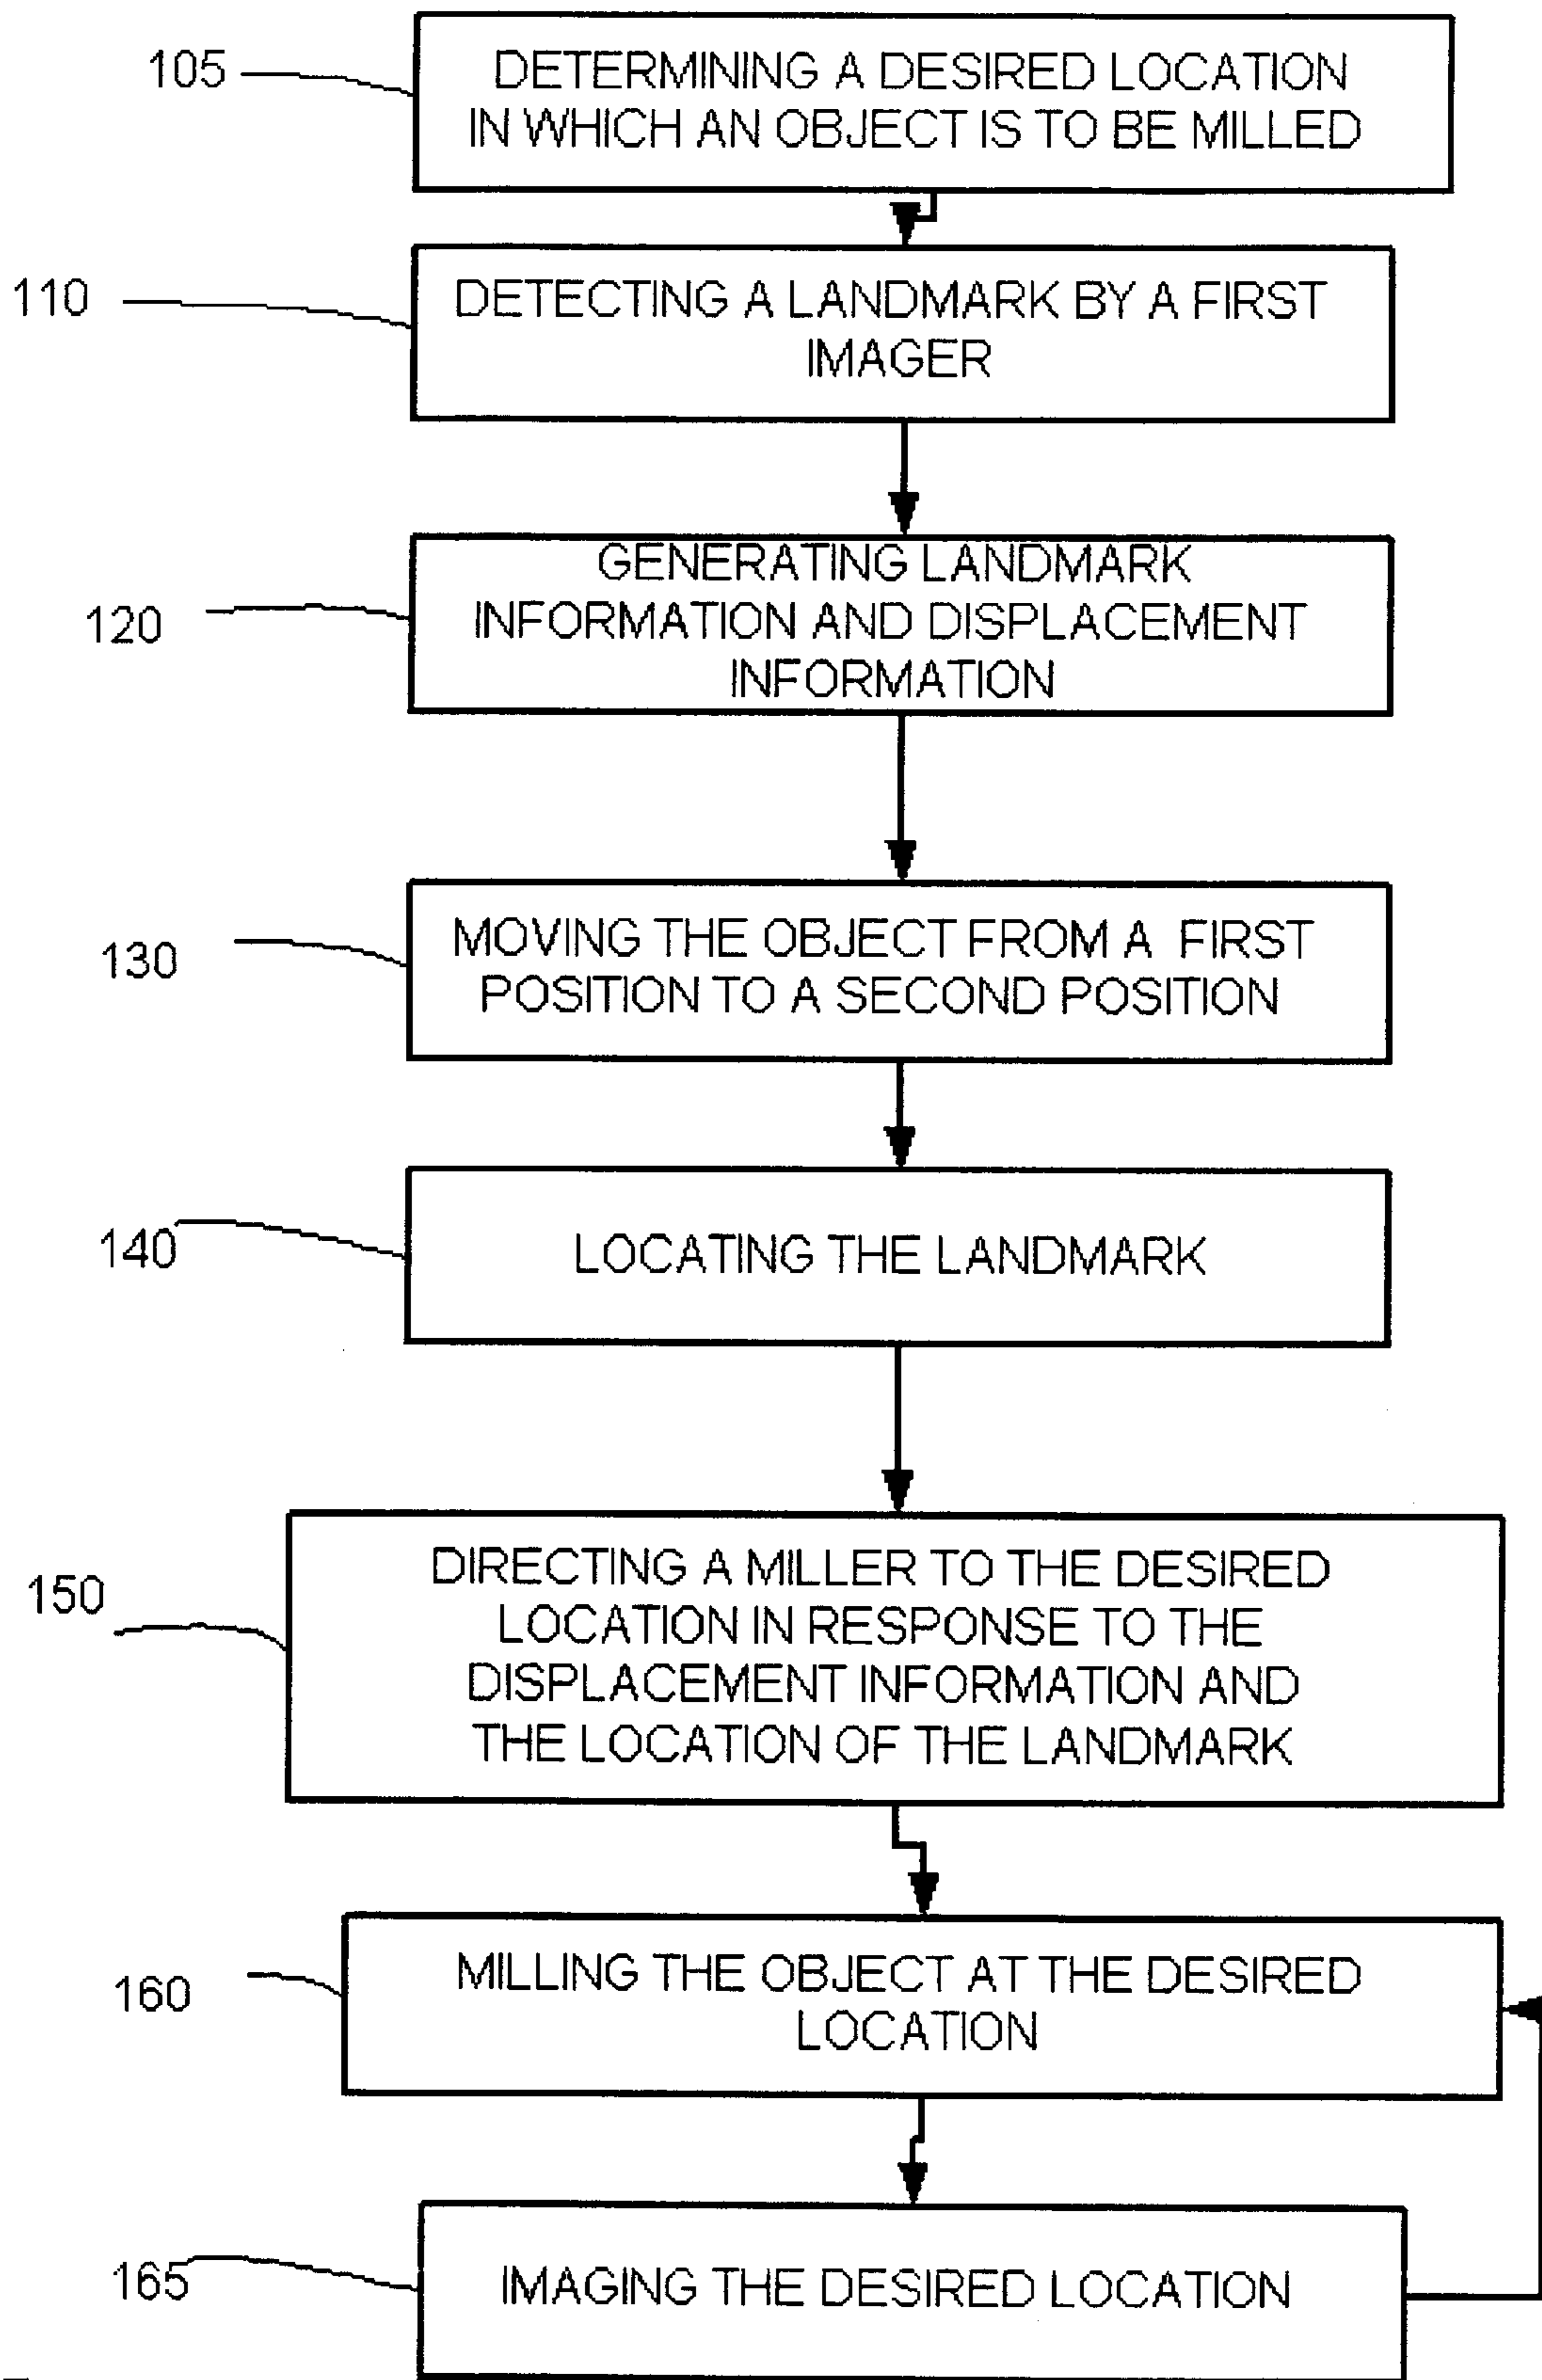 105
DETERMINING A DESIRED LOCATION
IN WHICH AN OBJECT IS TO BE MILLED
110
DETECTING A LANDMARK BY A FIRST
IMAGER
120
GENERATING LANDMARK
INFORMATION AND DISPLACEMENT
INFORMATION
130
MOVING THE OBJECT FROM A FIRST
POSITION TO A SECOND POSITION
140
LOCATING THE LANDMARK
150
DIRECTING A MILLER TO THE DESIRED
LOCATION IN RESPONSE TO THE
DISPLACEMENT INFORMATION AND
THE LOCATION OF THE LANDMARK
160
MILLING THE OBJECT AT THE DESIRED
LOCATION
165
IMAGING THE DESIRED LOCATION